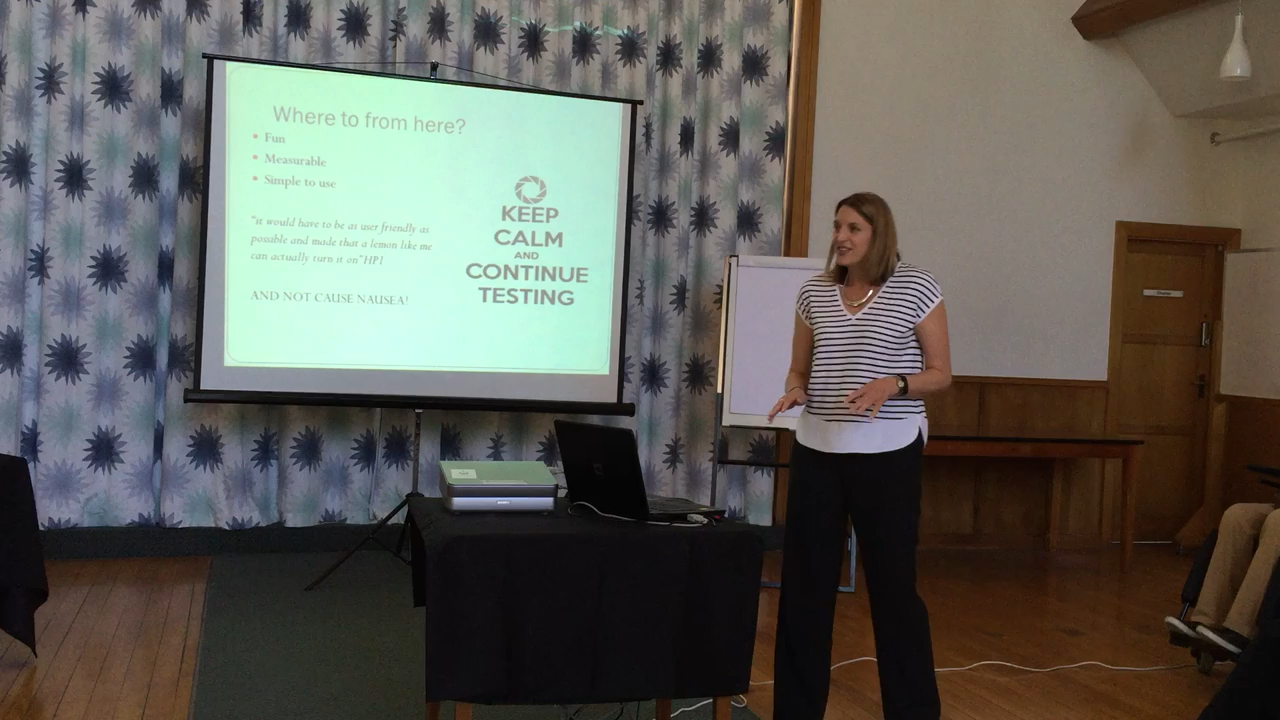 Where to from here?
• Fun
• Measurable
• Simple to use
"it would have to be as user friendly as
possible and made that a lemon like me
can actually turn it on"HP1
AND NOT CAUSE NAUSEA!
KEEP
CALM
AND
CONTINUE
TESTING